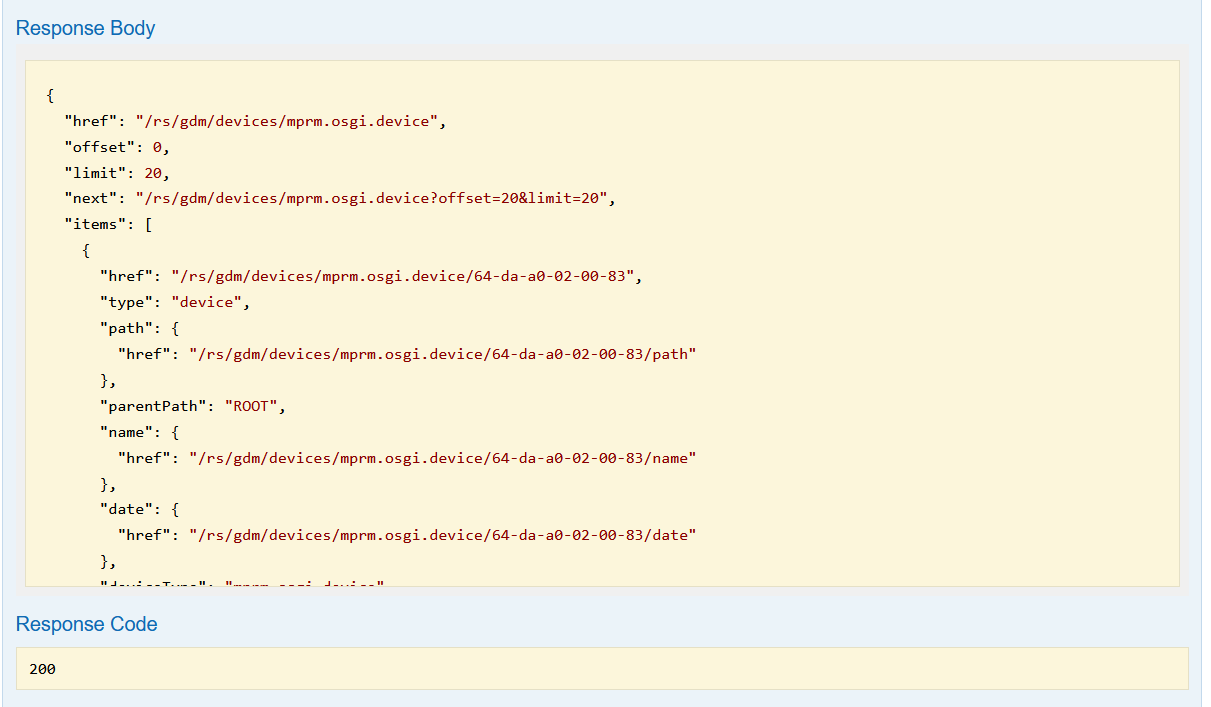 Response Body
{
"href": "/rs/gdm/devices/mprm.osgi.device",
"offset": 0,
"limit": 20,
"next": "/rs/gdm/devices/mprm.osgi.device?offset=20&limit=20",
"items": [
{
"href": "/rs/gdm/devices/mprm.osgi.device/64-da-a0-02-00-83",
"type": "device",
"path": {
"href": "/rs/gdm/devices/mprm.osgi.device/64-da-a0-02-00-83/path"
},
"parentPath": "ROOT",
"name": {
"href": "/rs/gdm/devices/mprm.osgi.device/64-da-a0-02-00-83/name"
},
"date": {
"href": "/rs/gdm/devices/mprm.osgi.device/64-da-a0-02-00-83/date"
},
"deviceType": "mprm.osgi.device"
Response Code
200